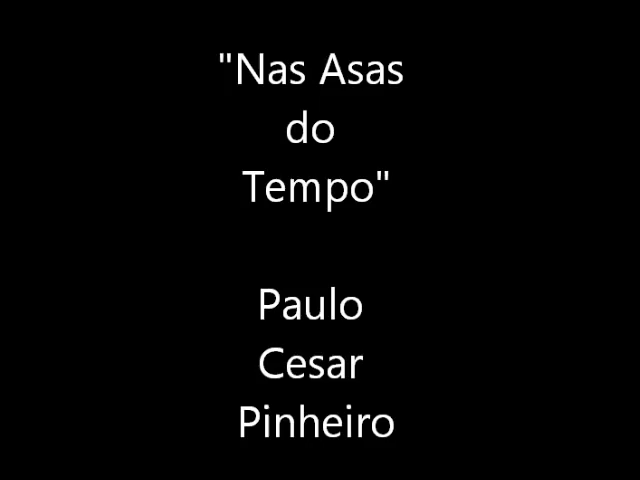 "Nas Asas
do
Tempo"
Paulo
Cesar
Pinheiro